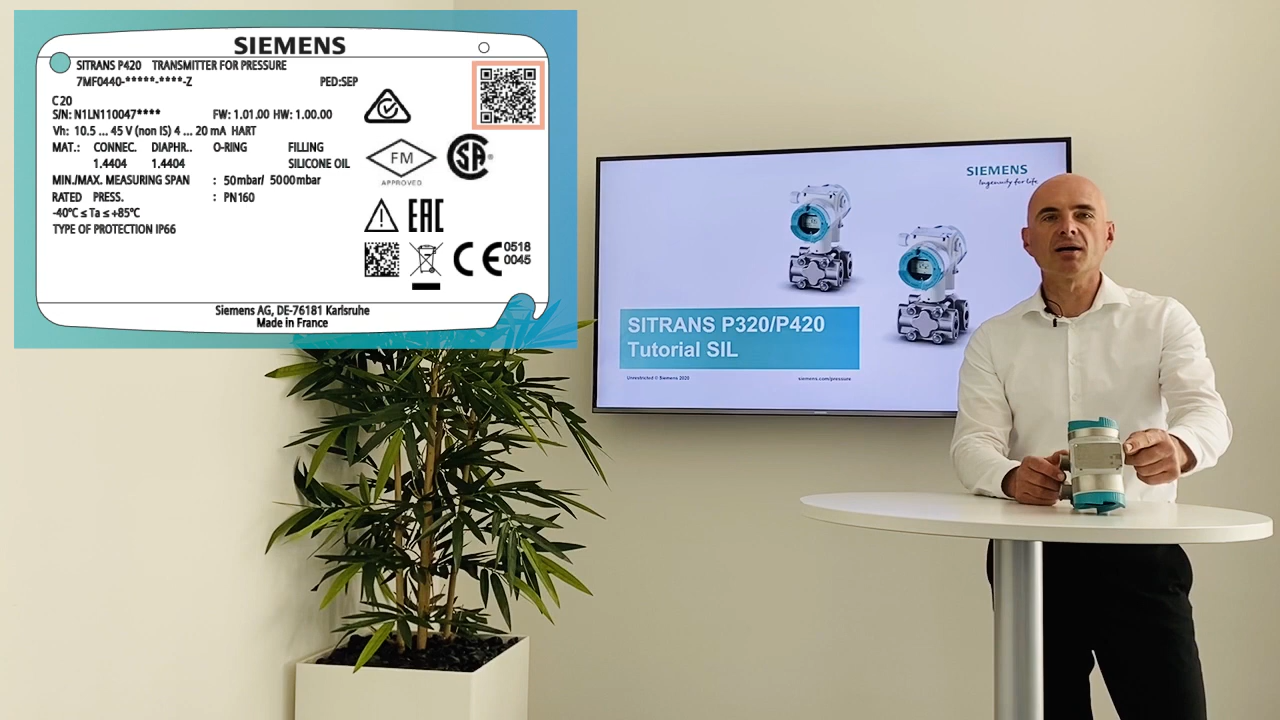 SIEMENS
SITRANS P420 TRANSMITTER FOR PRESSURE
7MF0440-*****-****-Z PED:SEP
C20
S/N: N1LN110047**** FW: 1.01.00 HW: 1.00.00
Vh: 10.5 ... 45 V (non IS) 4 ... 20 mA HART
MAT.: CONNEC. DIAPHR.. O-RING FILLING
1.4404 1.4404 SILICONE OIL
MIN./MAX. MEASURING SPAN : 50mbar/ 5000mbar
RATED PRESS. : PN160
-40°C ≤ Ta ≤ +85°C
TYPE OF PROTECTION IP66
FM
APPROVED
SA
EAC
CE 0518
0045
Siemens AG, DE-76181 Karlsruhe
Made in France
SIEMENS
Ingenuity for life
SITRANS P320/P420
Tutorial SIL
Unrestricted © Siemens 2020
siemens.com/pressure